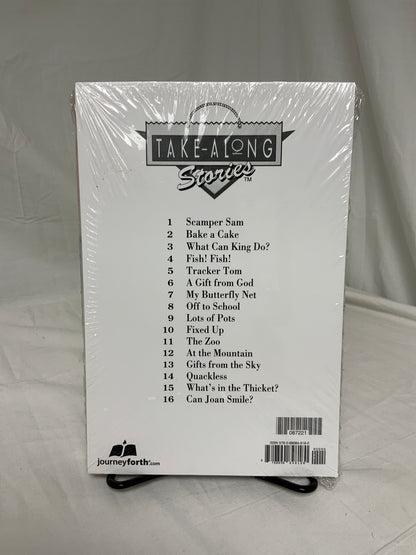 TAKE-ALONG
Stories™
1 Scamper Sam
2 Bake a Cake
3 What Can King Do?
4 Fish! Fish!
5 Tracker Tom
6 A Gift from God
7 My Butterfly Net
8 Off to School
9 Lots of Pots
10 Fixed Up
11 The Zoo
12 At the Mountain
13 Gifts from the Sky
14 Quackless
15 What's in the Thicket?
16 Can Joan Smile?
087221
journeyforth.com